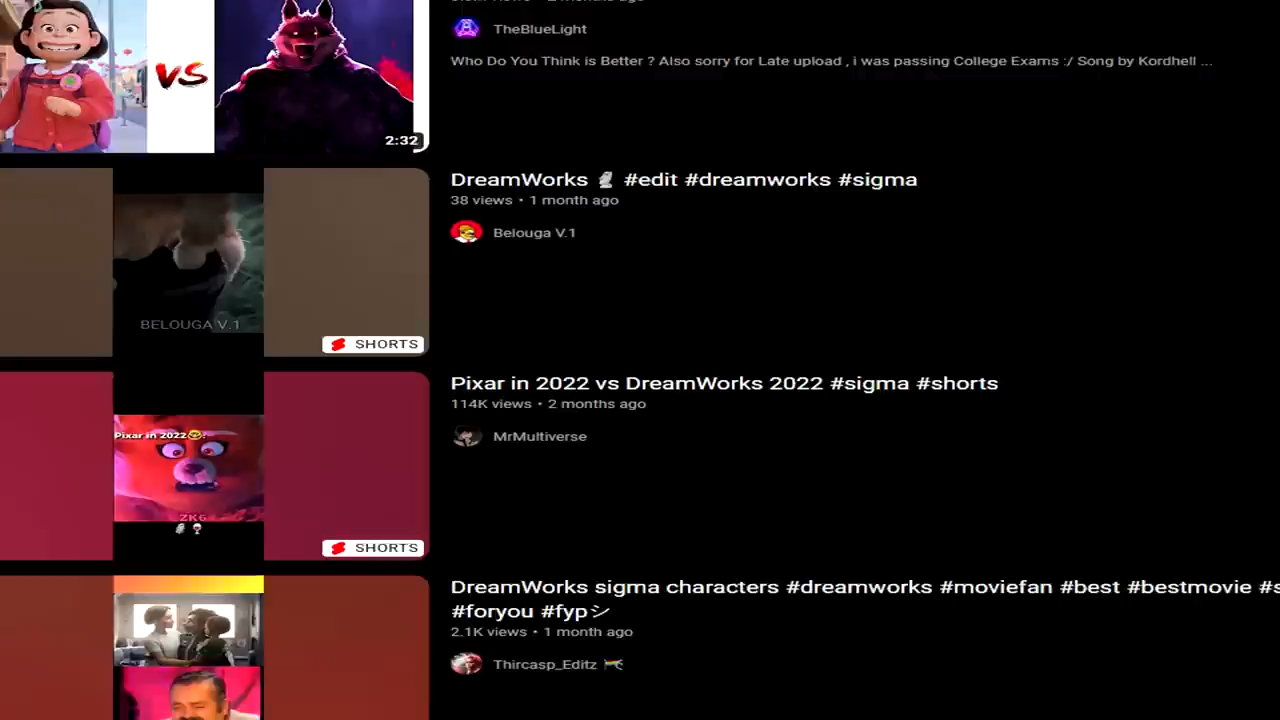 TheBlueLight
Who Do You Think is Better ? Also sorry for Late upload , i was passing College Exams :/ Song by Kordhell ...
VS
2:32
DreamWorks 🗿 #edit #dreamworks #sigma
38 views • 1 month ago
Belouga V.1
BELOUGA V.1
SHORTS
Pixar in 2022 vs DreamWorks 2022 #sigma #shorts
114K views • 2 months ago
MrMultiverse
Pixar in 2022😎:
ZK6
🗿🍷
SHORTS
DreamWorks sigma characters #dreamworks #moviefan #best #bestmovie #s
#foryou #fypシ
2.1K views • 1 month ago
Thircasp_Editz